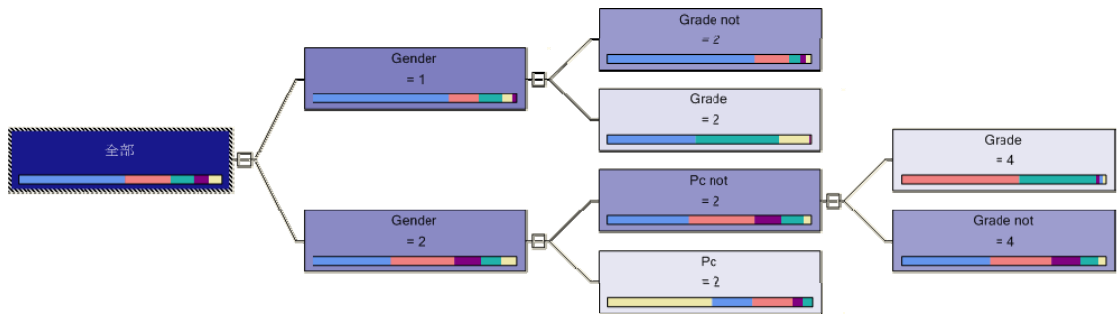 全部
Gender
= 1
Gender
= 2
Grade not
= 2
Grade
= 2
Pc not
= 2
Pc
= 2
Grade
= 4
Grade not
= 4